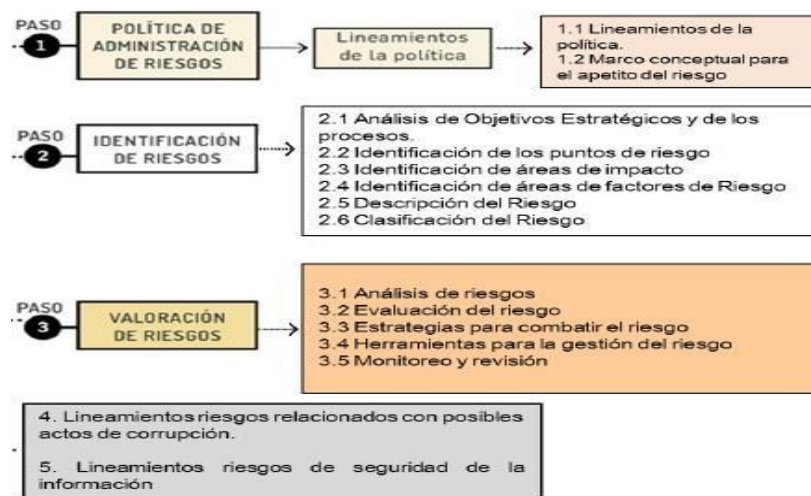 PASO
1
POLÍTICA DE
ADMINISTRACIÓN
DE RIESGOS
Lineamientos
de la política
1.1 Lineamientos de la
política.
1.2 Marco conceptual para
el apetito del riesgo
PASO
2
IDENTIFICACIÓN
DE RIESGOS
2.1 Análisis de Objetivos Estratégicos y de los
procesos.
2.2 Identificación de los puntos de riesgo
2.3 Identificación de áreas de impacto
2.4 Identificación de áreas de factores de Riesgo
2.5 Descripción del Riesgo
2.6 Clasificación del Riesgo
PASO
3
VALORACIÓN
DE RIESGOS
3.1 Análisis de riesgos
3.2 Evaluación del riesgo
3.3 Estrategias para combatir el riesgo
3.4 Herramientas para la gestión del riesgo
3.5 Monitoreo y revisión
4. Lineamientos riesgos relacionados con posibles
actos de corrupción.
5. Lineamientos riesgos de seguridad de la
información